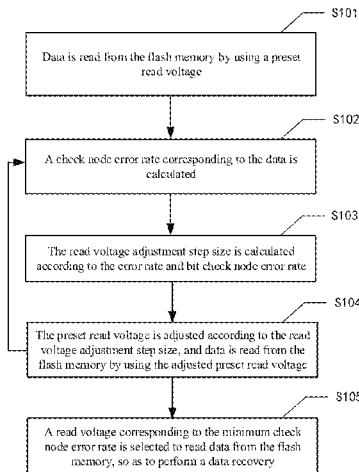 S101
Data is read from the flash memory by using a preset
read voltage
S102
A check node error rate corresponding to the data is
calculated
S103
The read voltage adjustment step size is calculated
according to the error rate and bit check node error rate
S104
The preset read voltage is adjusted according to the read
voltage adjustment step size, and data is read from the
flash memory by using the adjusted preset read voltage
S105
A read voltage corresponding to the minimum check
node error rate is selected to read data from the flash
memory, so as to perform a data recovery